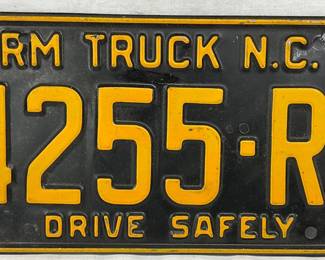 RM TRUCK N.C.
4255·R
DRIVE SAFELY